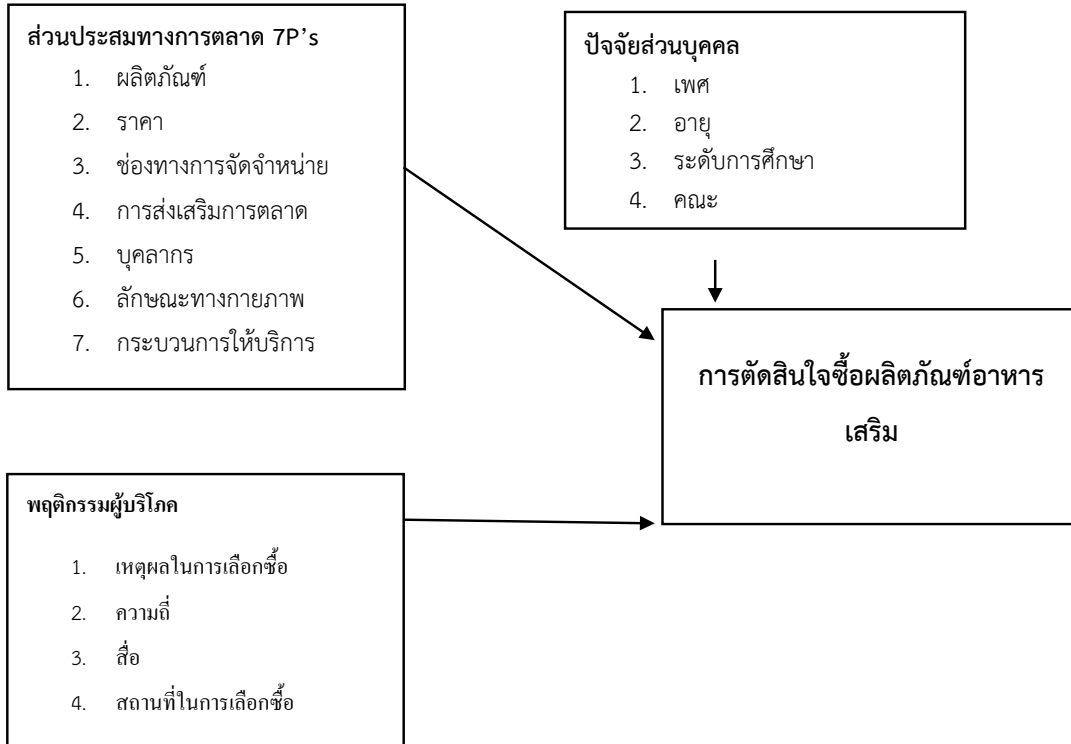 ส่วนประสมทางการตลาด 7P's
1. ผลิตภัณฑ์
2. ราคา
3. ช่องทางการจัดจำหน่าย
4. การส่งเสริมการตลาด
5. บุคลากร
6. ลักษณะทางกายภาพ
7. กระบวนการให้บริการ
ปัจจัยส่วนบุคคล
1. เพศ
2. อายุ
3. ระดับการศึกษา
4. คณะ
การตัดสินใจซื้อผลิตภัณฑ์อาหาร
เสริม
พฤติกรรมผู้บริโภค
1. เหตุผลในการเลือกซื้อ
2. ความถี่
3. สื่อ
4. สถานที่ในการเลือกซื้อ